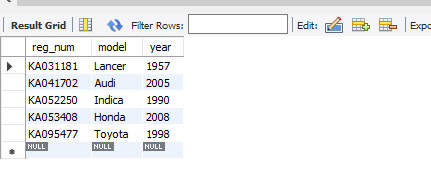 Result Grid Filter Rows: Edit: Expo
reg_num model year
KA031181 Lancer 1957
KA041702 Audi 2005
KA052250 Indica 1990
KA053408 Honda 2008
KA095477 Toyota 1998
NULL NULL NULL